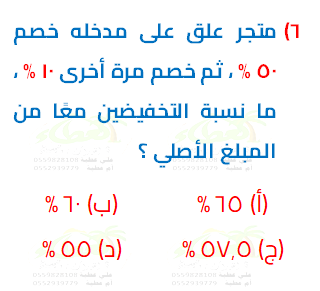 ٦) متجر علق على مدخله خصم
٥٠ % ، ثم خصم مرة أخرى ١٠ % ،
ما نسبة التخفيضين معًا من
المبلغ الأصلي ؟
(أ) ٦٥ % (ب) ٦٠ %
(ج) ٥٧,٥ % (د) ٥٥ %